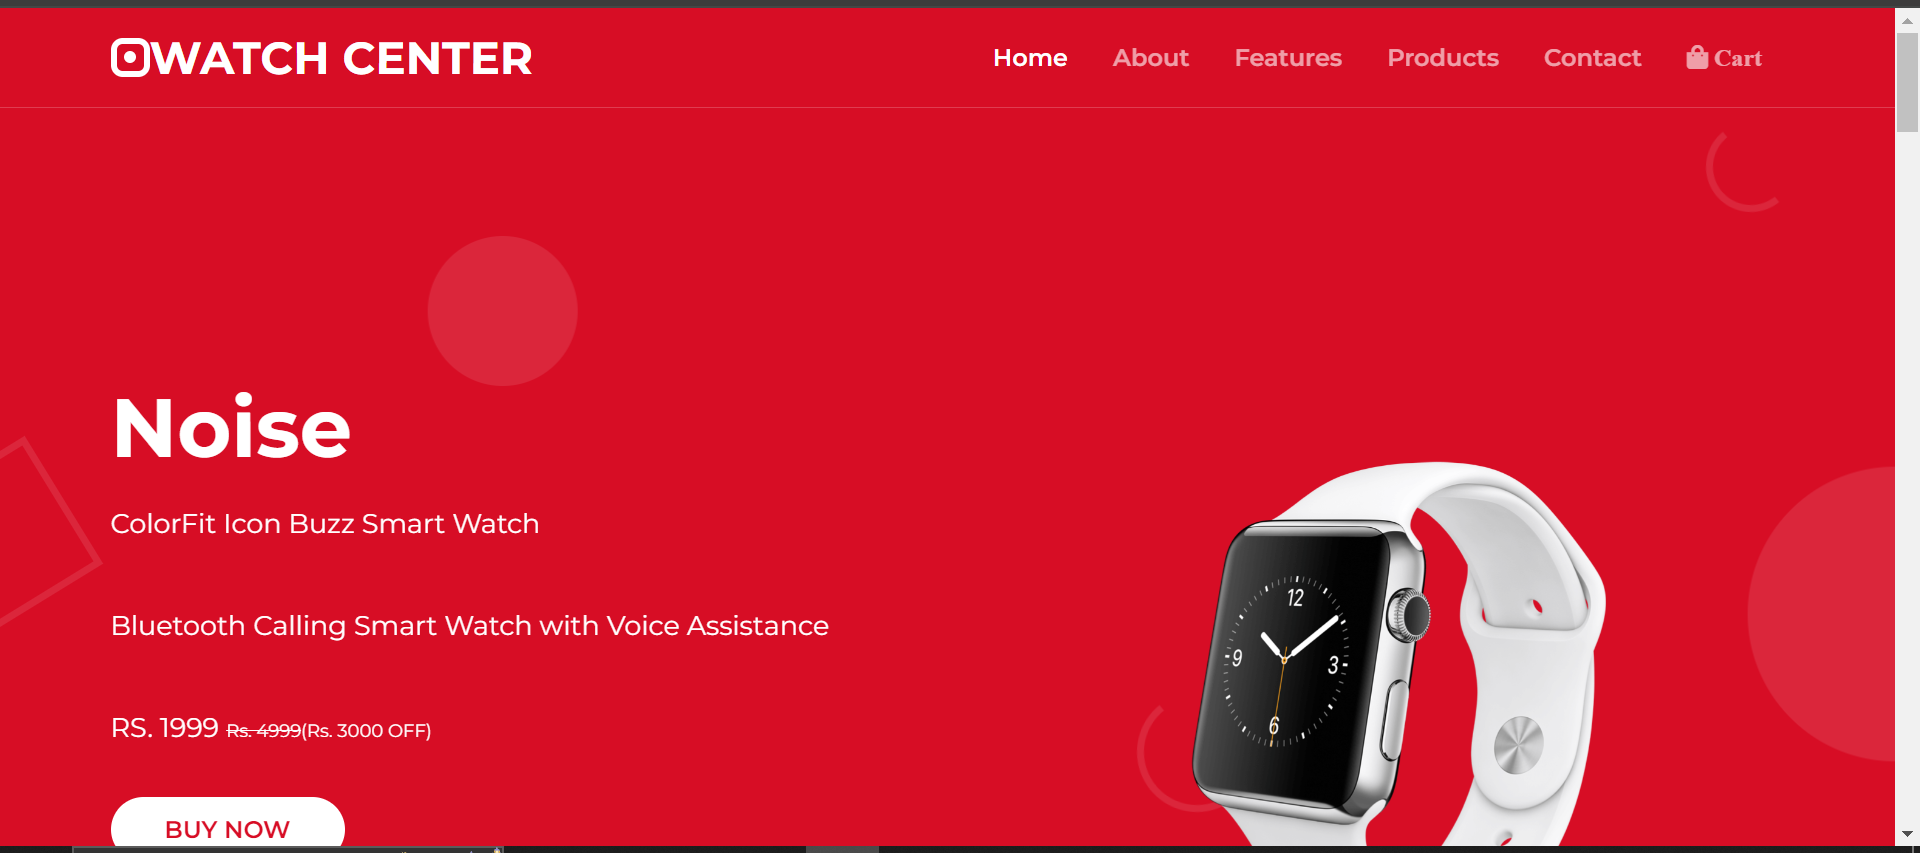 WATCH CENTER
Home About Features Products Contact Cart
Noise
ColorFit Icon Buzz Smart Watch
Bluetooth Calling Smart Watch with Voice Assistance
RS. 1999 Rs. 4999(Rs. 3000 OFF)
BUY NOW
12
9 3
6